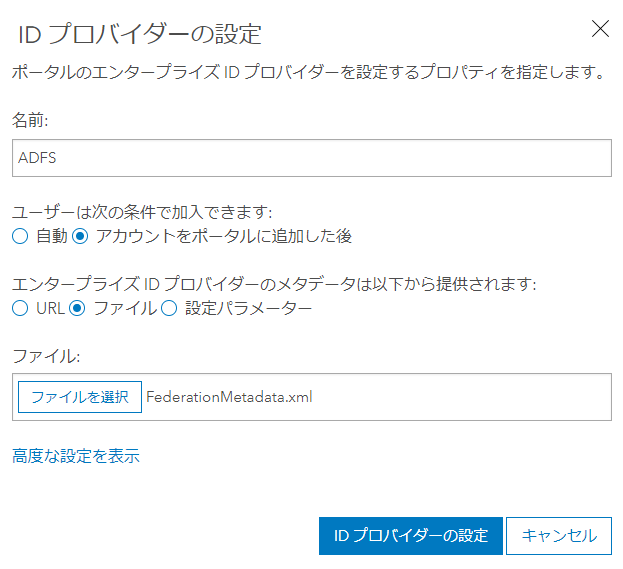 ID プロバイダーの設定
ポータルのエンタープライズ ID プロバイダーを設定するプロパティを指定します。
名前:
ADFS
ユーザーは次の条件で加入できます:
自動 アカウントをポータルに追加した後
エンタープライズ ID プロバイダーのメタデータは以下から提供されます:
URL ファイル 設定パラメーター
ファイル:
ファイルを選択 FederationMetadata.xml
高度な設定を表示
ID プロバイダーの設定 キャンセル